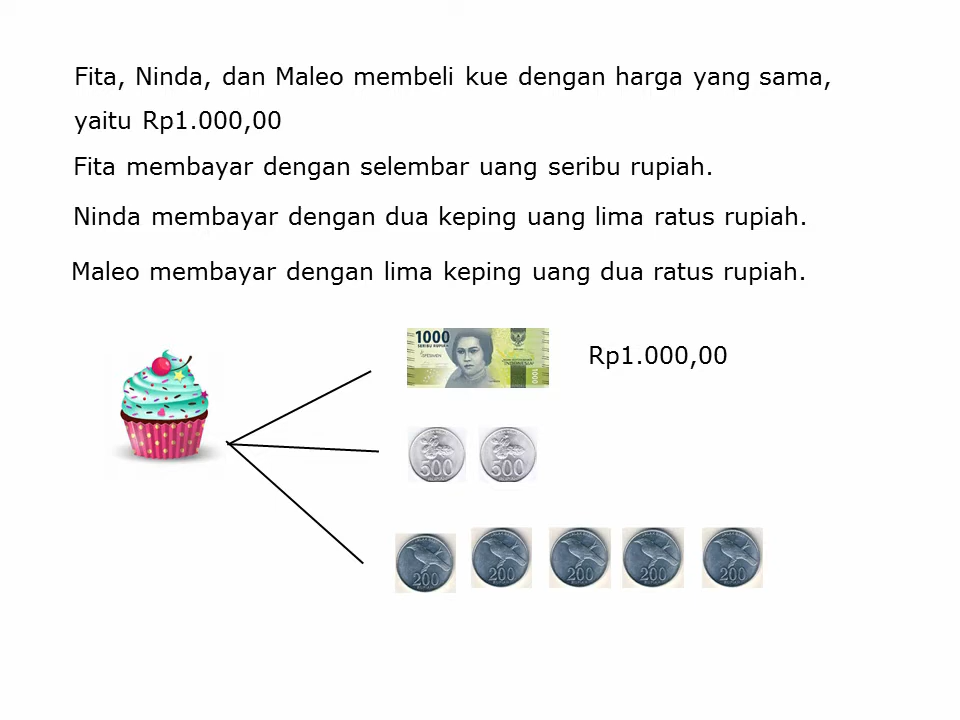 Fita, Ninda, dan Maleo membeli kue dengan harga yang sama,
yaitu Rp1.000,00
Fita membayar dengan selembar uang seribu rupiah.
Ninda membayar dengan dua keping uang lima ratus rupiah.
Maleo membayar dengan lima keping uang dua ratus rupiah.
1000
SERIBU RUPIAH
SPECIMEN
1000
Rp1.000,00
500 500
200 200 200 200 200